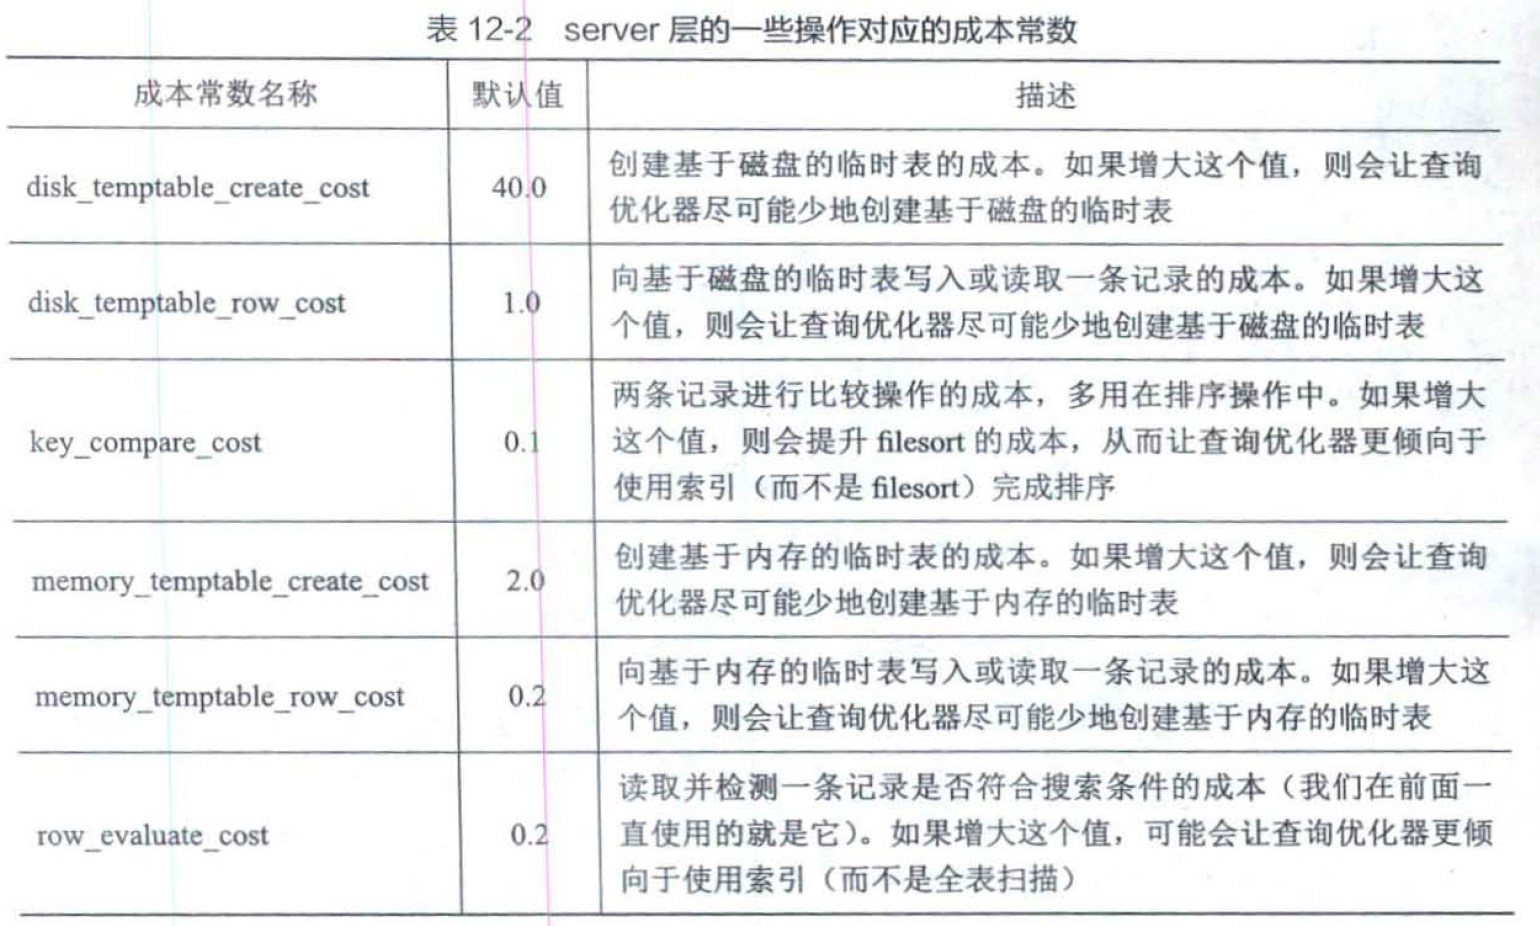 表 12-2 server 层的一些操作对应的成本常数
成本常数名称 默认值 描述
disk_temptable_create_cost 40.0 创建基于磁盘的临时表的成本。如果增大这个值，则会让查询
优化器尽可能少地创建基于磁盘的临时表
disk_temptable_row_cost 1.0 向基于磁盘的临时表写入或读取一条记录的成本。如果增大这
个值，则会让查询优化器尽可能少地创建基于磁盘的临时表
两条记录进行比较操作的成本，多用在排序操作中。如果增大
key_compare_cost 0.1 这个值，则会提升 filesort 的成本，从而让查询优化器更倾向于
使用索引（而不是 filesort）完成排序
memory_temptable_create_cost 2.0 创建基于内存的临时表的成本。如果增大这个值，则会让查询
优化器尽可能少地创建基于内存的临时表
memory_temptable_row_cost 0.2 向基于内存的临时表写入或读取一条记录的成本。如果增大这
个值，则会让查询优化器尽可能少地创建基于内存的临时表
读取并检测一条记录是否符合搜索条件的成本（我们在前面一
row_evaluate_cost 0.2 直使用的就是它）。如果增大这个值，可能会让查询优化器更倾
向于使用索引（而不是全表扫描）